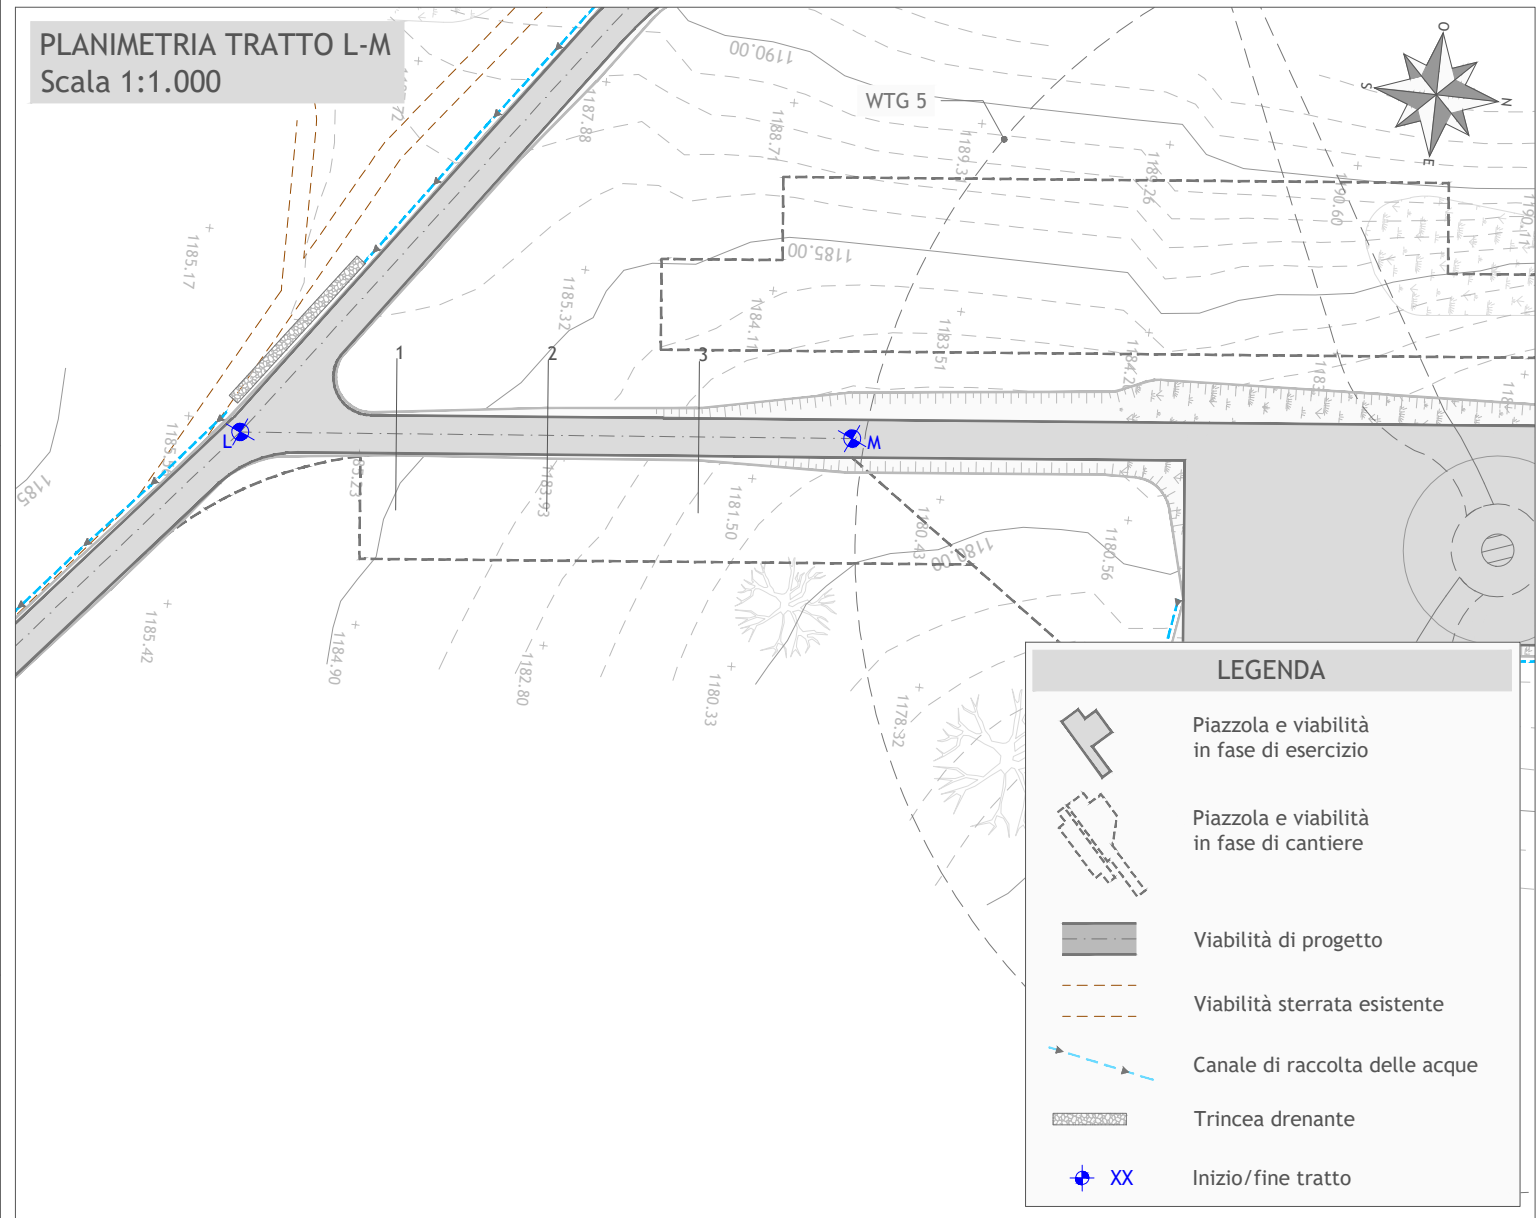 PLANIMETRIA TRATTO L-M
Scala 1:1.000
1190.00
WTG 5
O
S
N
E
1187.88
1188.71
1189.26
1190.60
1185.17
1185.00
1185.32
1184.11
1183.51
1
2
3
L
M
1185
1183.93
1181.50
1180.43
1180.00
1180.56
1185.42
1184.90
1182.80
1180.33
1178.32
LEGENDA
Piazzola e viabilità
in fase di esercizio
Piazzola e viabilità
in fase di cantiere
Viabilità di progetto
Viabilità sterrata esistente
Canale di raccolta delle acque
Trincea drenante
XX
Inizio/fine tratto